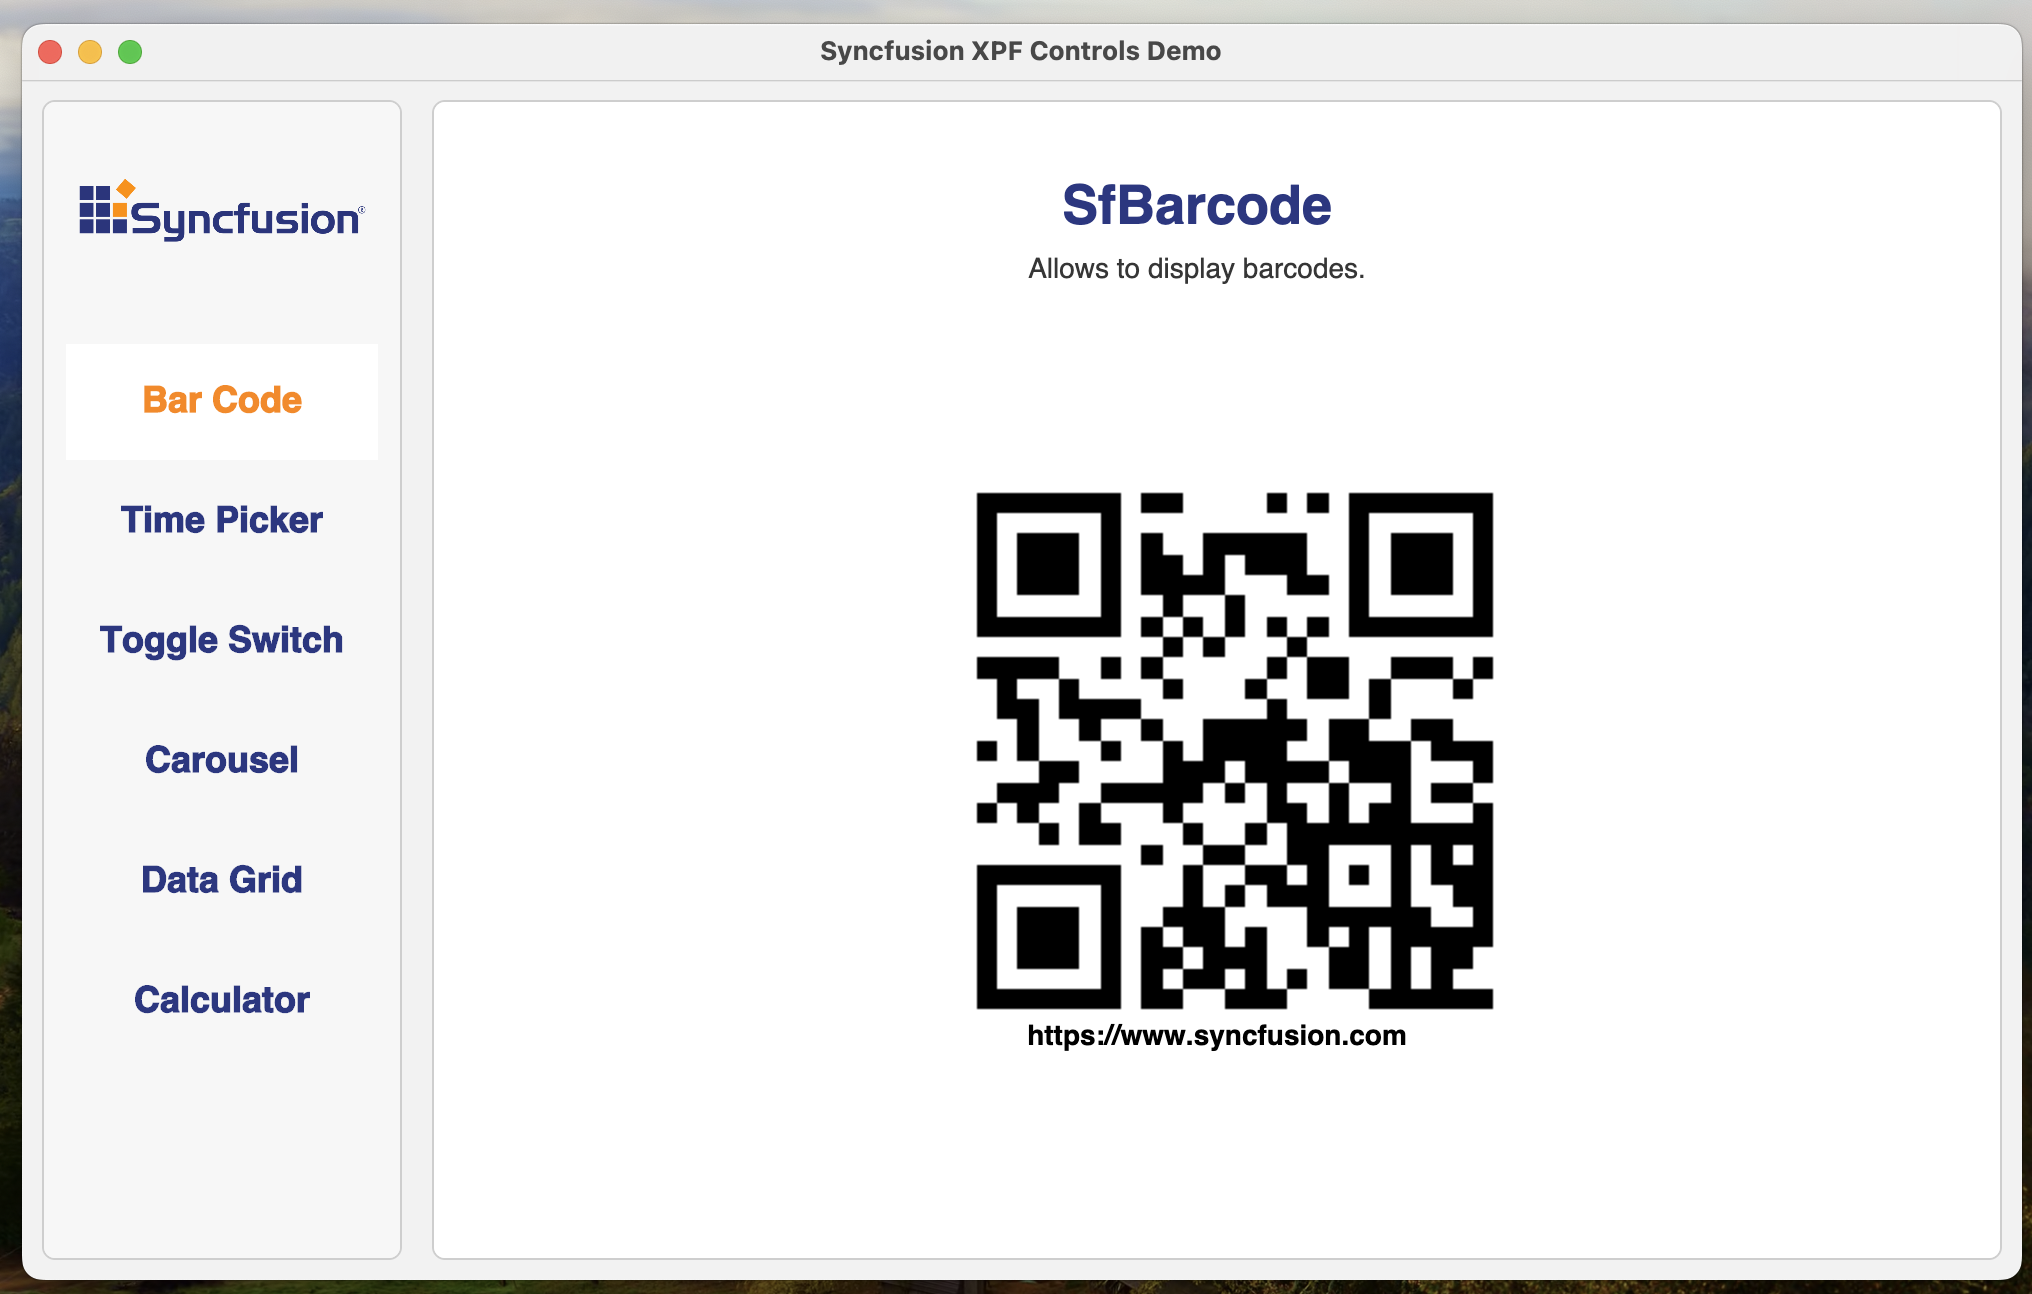 Syncfusion XPF Controls Demo
Syncfusion®
Bar Code
Time Picker
Toggle Switch
Carousel
Data Grid
Calculator
SfBarcode
Allows to display barcodes.
https://www.syncfusion.com